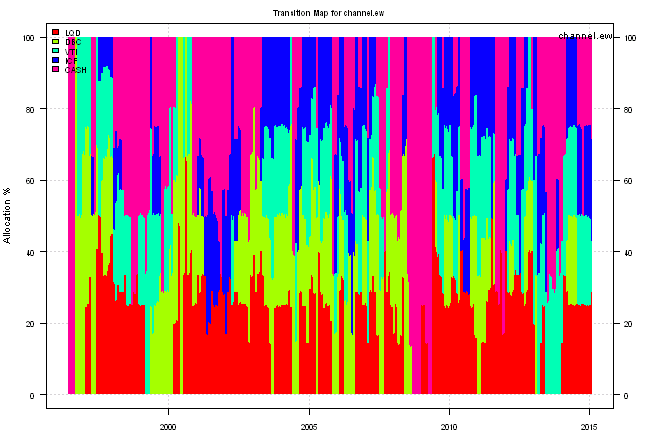 Transition Map for channel.ew
channel.ew
LQD
DBC
VTI
ICF
CASH
Allocation %
100
80
60
40
20
0
100
80
60
40
20
0
2000
2005
2010
2015